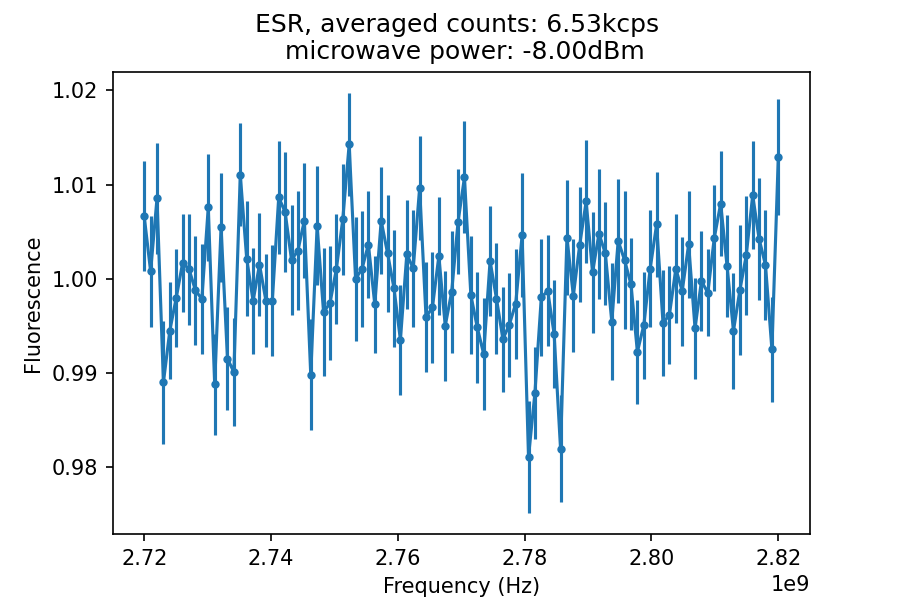 ESR, averaged counts: 6.53kcps
microwave power: -8.00dBm
1.02
1.01
1.00
0.99
0.98
Fluorescence
2.72 2.74 2.76 2.78 2.80 2.82
1e9
Frequency (Hz)